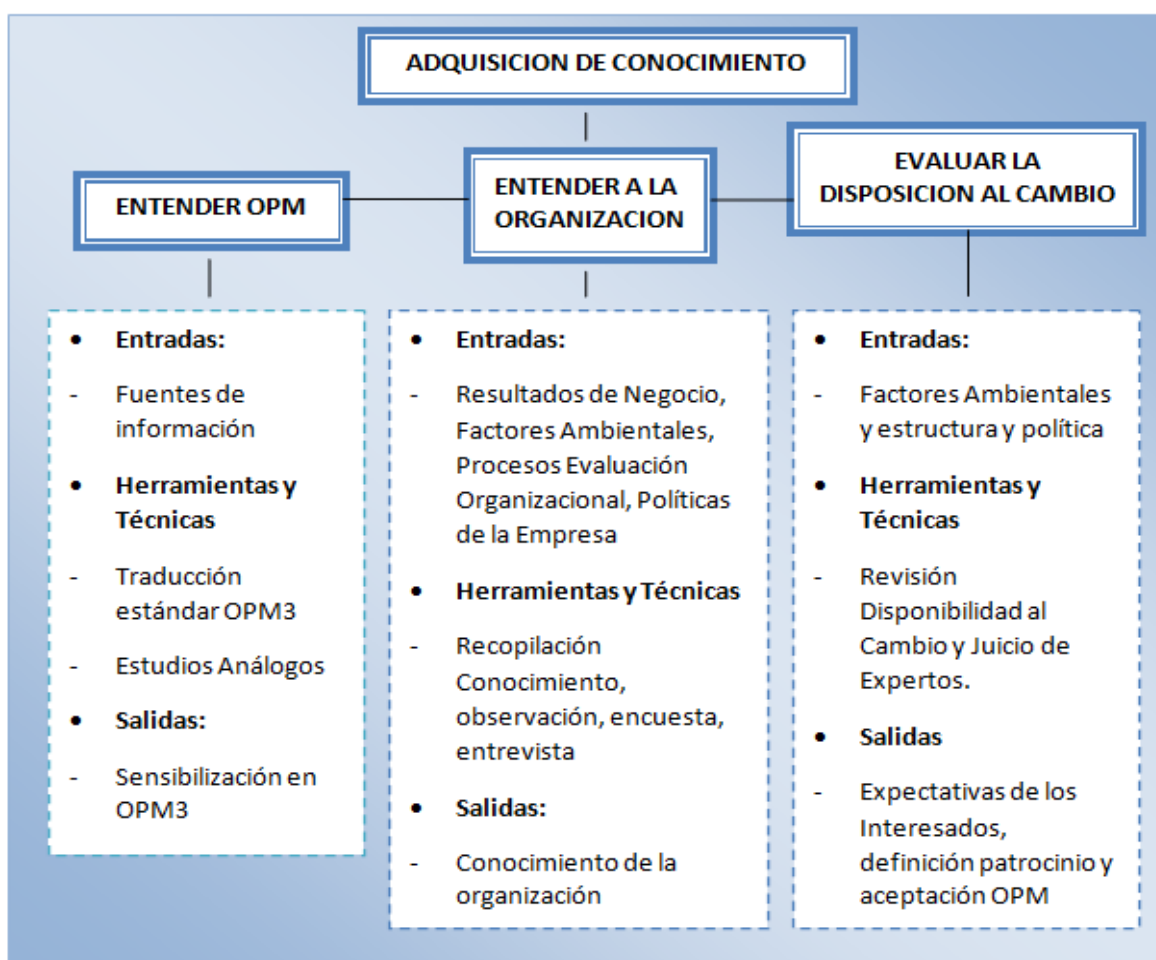 ADQUISICION DE CONOCIMIENTO
ENTENDER OPM
ENTENDER A LA
ORGANIZACION
EVALUAR LA
DISPOSICION AL CAMBIO
• Entradas:
- Fuentes de
información
• Herramientas y
Técnicas
- Traducción
estándar OPM3
- Estudios Análogos
• Salidas:
- Sensibilización en
OPM3
• Entradas:
- Resultados de Negocio,
Factores Ambientales,
Procesos Evaluación
Organizacional, Políticas
de la Empresa
• Herramientas y Técnicas
- Recopilación
Conocimiento,
observación, encuesta,
entrevista
• Salidas:
- Conocimiento de la
organización
• Entradas:
- Factores Ambientales
y estructura y política
• Herramientas y
Técnicas
- Revisión
Disponibilidad al
Cambio y Juicio de
Expertos.
• Salidas
- Expectativas de los
Interesados,
definición patrocinio y
aceptación OPM